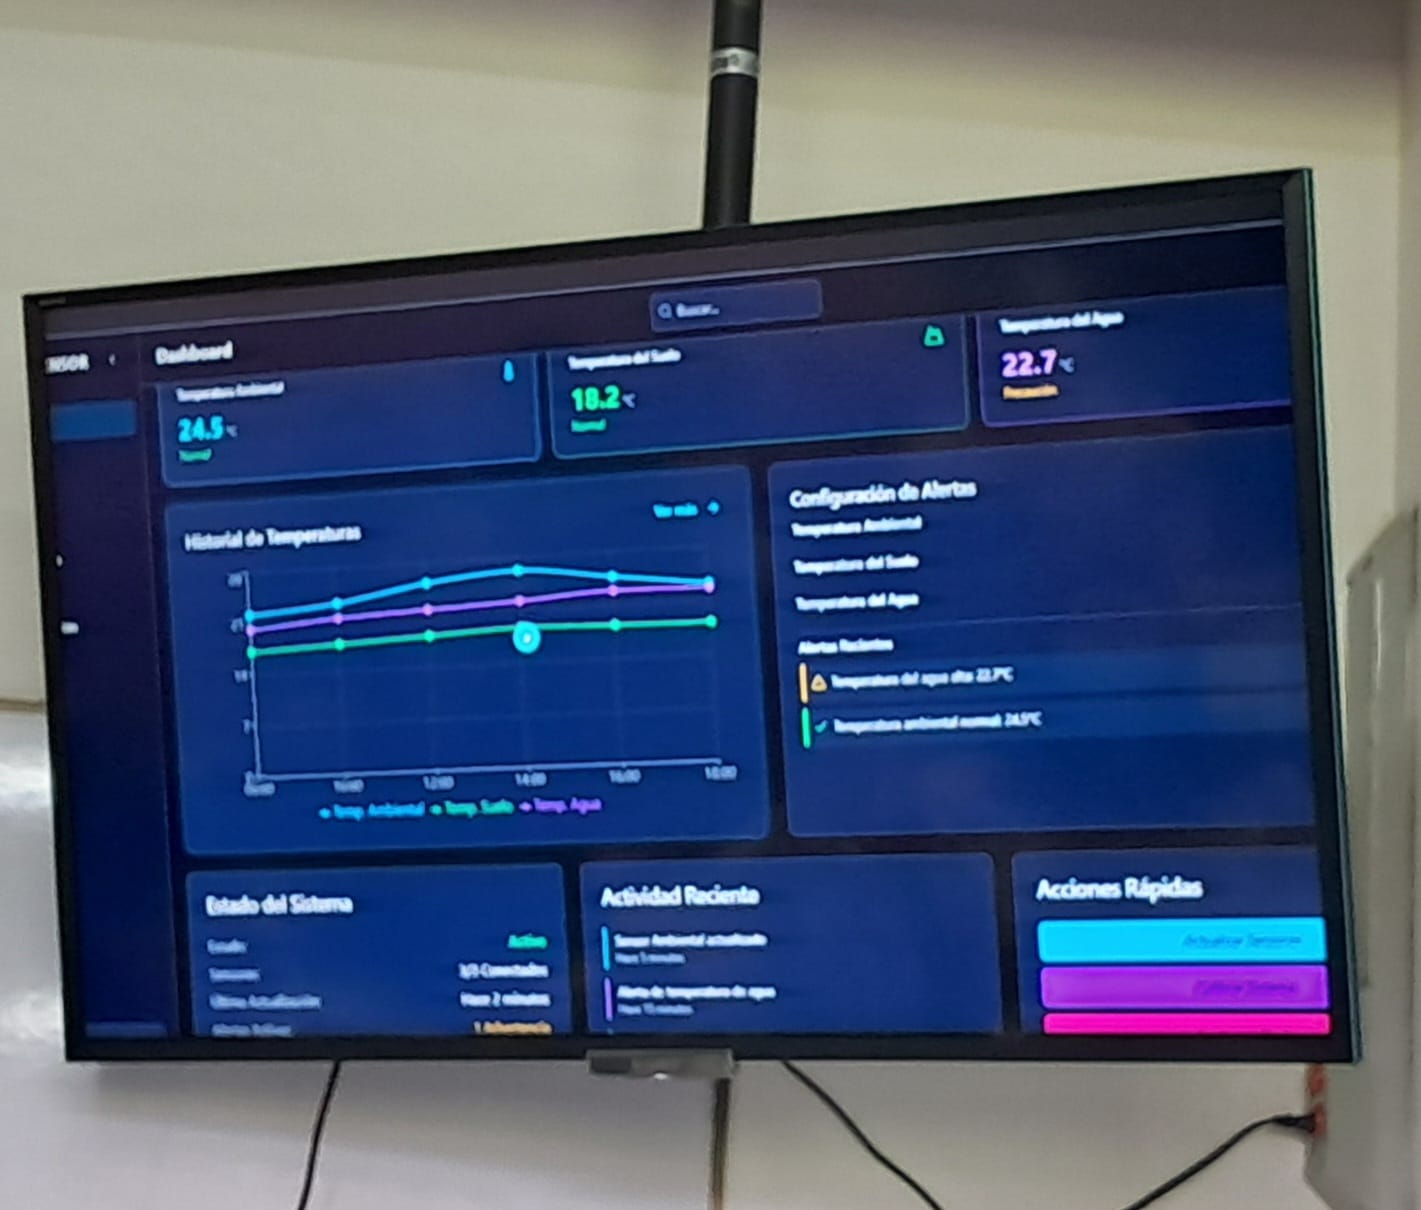 Buscar...
NSOR
Dashboard
Temperatura Ambiental
24.5 °C
Normal
Temperatura del Suelo
18.2 °C
Normal
Temperatura del Agua
22.7 °C
Precaución
Historial de Temperaturas
Ver más →
28
21
14
7
0
12:00
14:00
16:00
18:00
Temp. Ambiental Temp. Suelo Temp. Agua
Configuración de Alertas
Temperatura Ambiental
Temperatura del Suelo
Temperatura del Agua
Alertas Recientes
Temperatura del agua alta: 22.7°C
Temperatura ambiental normal: 24.5°C
Estado del Sistema
Estado: Activo
Sensores: 3/3 Conectados
Última Actualización: Hace 2 minutos
1 Advertencia
Actividad Reciente
Sensor Ambiental actualizado
Hace 5 minutos
Alerta de temperatura de agua
Hace 15 minutos
Acciones Rápidas
Actualizar Sensores
Sistema